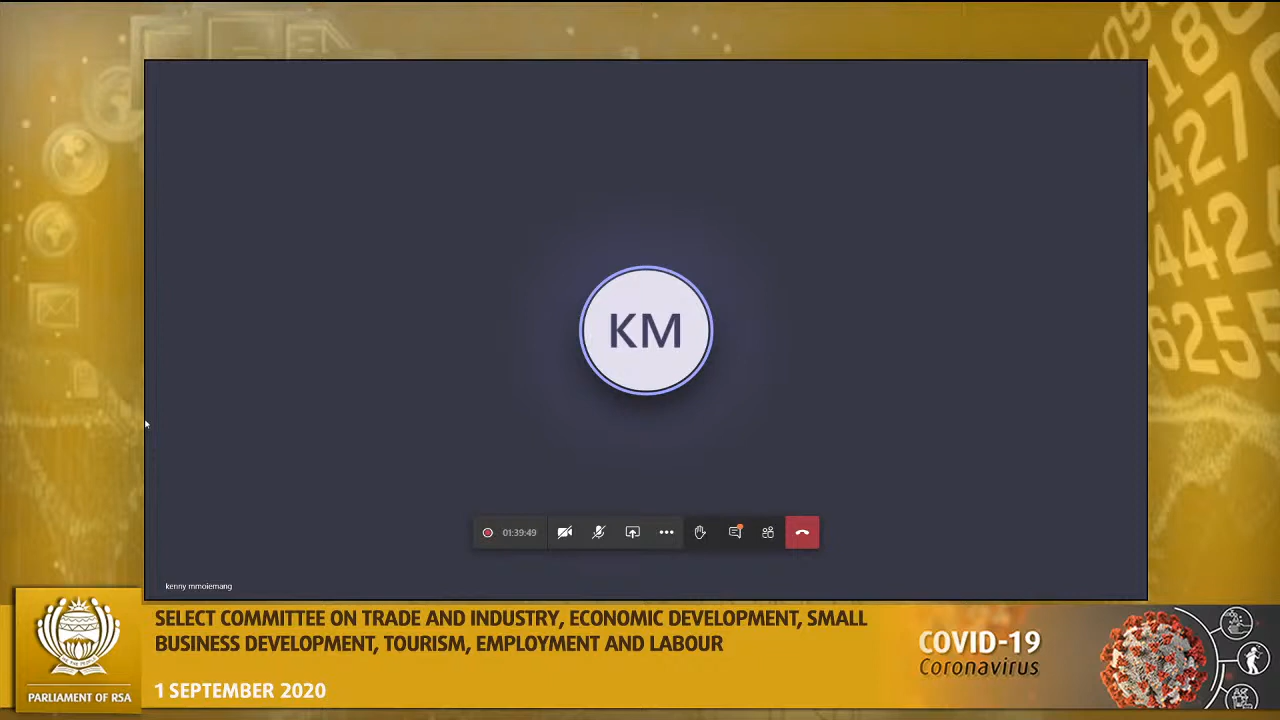 KM
01:39:49
kenny mmoiemang
SELECT COMMITTEE ON TRADE AND INDUSTRY, ECONOMIC DEVELOPMENT, SMALL
BUSINESS DEVELOPMENT, TOURISM, EMPLOYMENT AND LABOUR
1 SEPTEMBER 2020
PARLIAMENT OF RSA
COVID-19
Coronavirus
6255